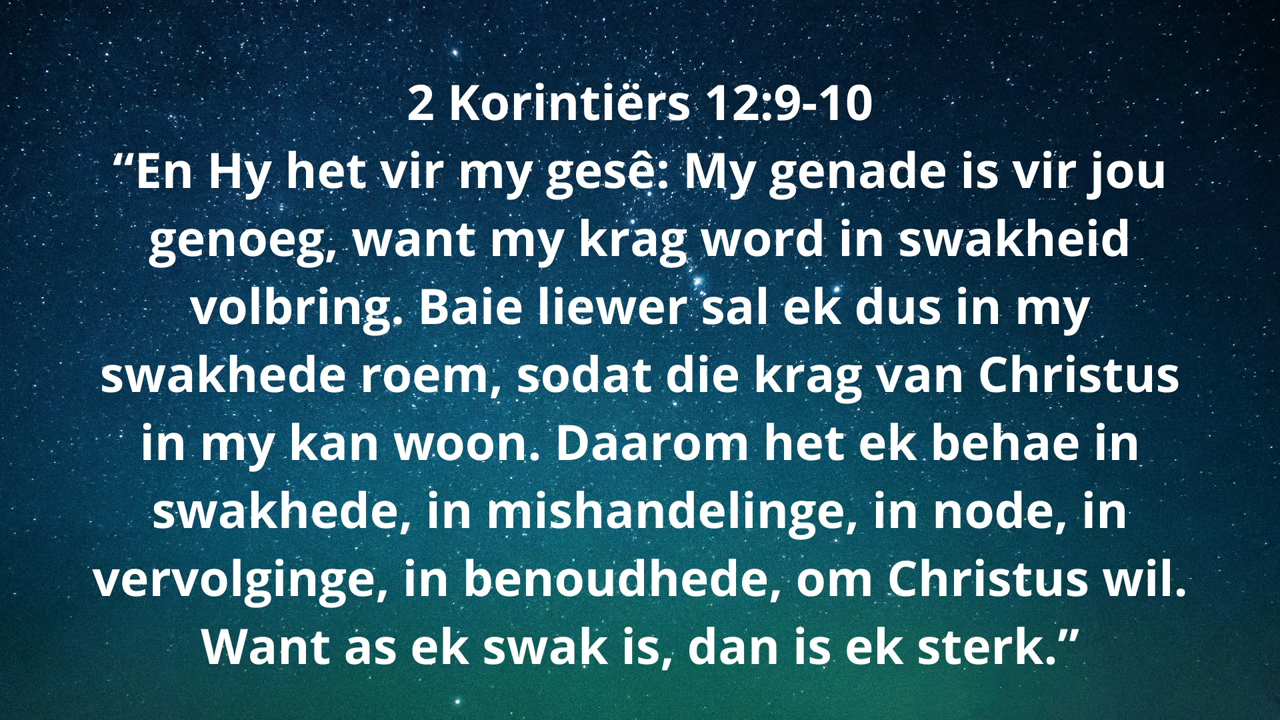 2 Korintiërs 12:9-10
“En Hy het vir my gesê: My genade is vir jou
genoeg, want my krag word in swakheid
volbring. Baie liewer sal ek dus in my
swakhede roem, sodat die krag van Christus
in my kan woon. Daarom het ek behae in
swakhede, in mishandelinge, in node, in
vervolginge, in benoudhede, om Christus wil.
Want as ek swak is, dan is ek sterk.”